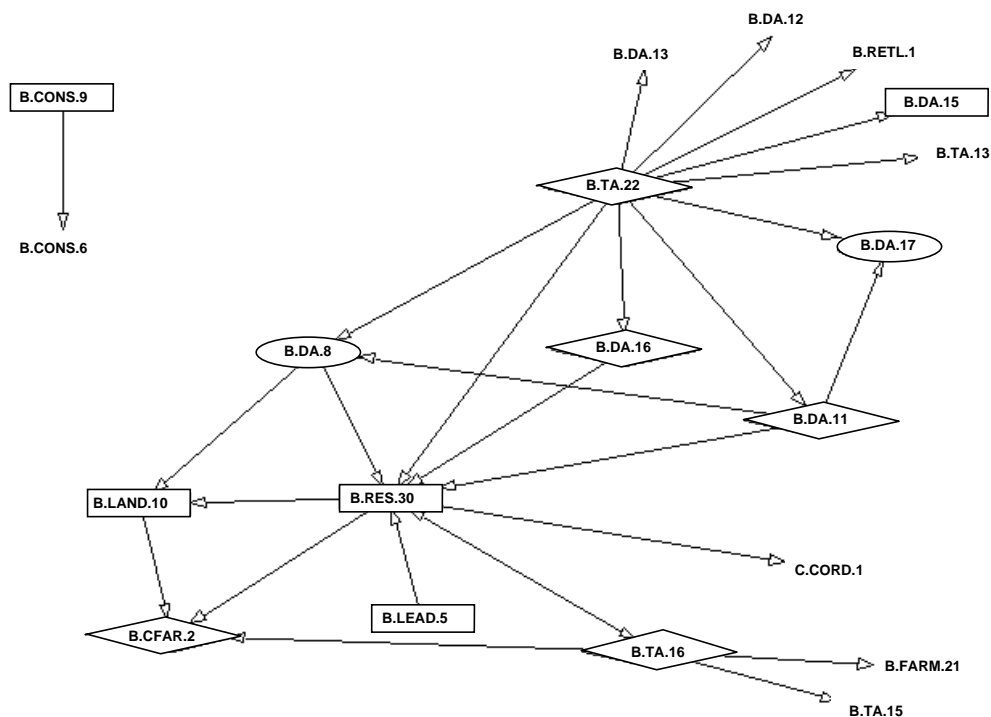 B.DA.12
B.DA.13
B.RETL.1
B.CONS.9
B.DA.15
B.TA.13
B.TA.22
B.CONS.6
B.DA.17
B.DA.8
B.DA.16
B.DA.11
B.LAND.10
B.RES.30
C.CORD.1
B.LEAD.5
B.CFAR.2
B.TA.16
B.FARM.21
B.TA.15